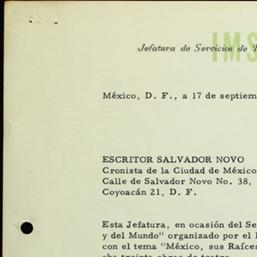 IMS
Jefatura de Servicios de
México, D. F., a 17 de septiem
ESCRITOR SALVADOR NOVO
Cronista de la Ciudad de México
Calle de Salvador Novo No. 38,
Coyoacán 21, D. F.
Esta Jefatura, en ocasión del Se
y del Mundo" organizado por el I
con el tema "México, sus Raíces